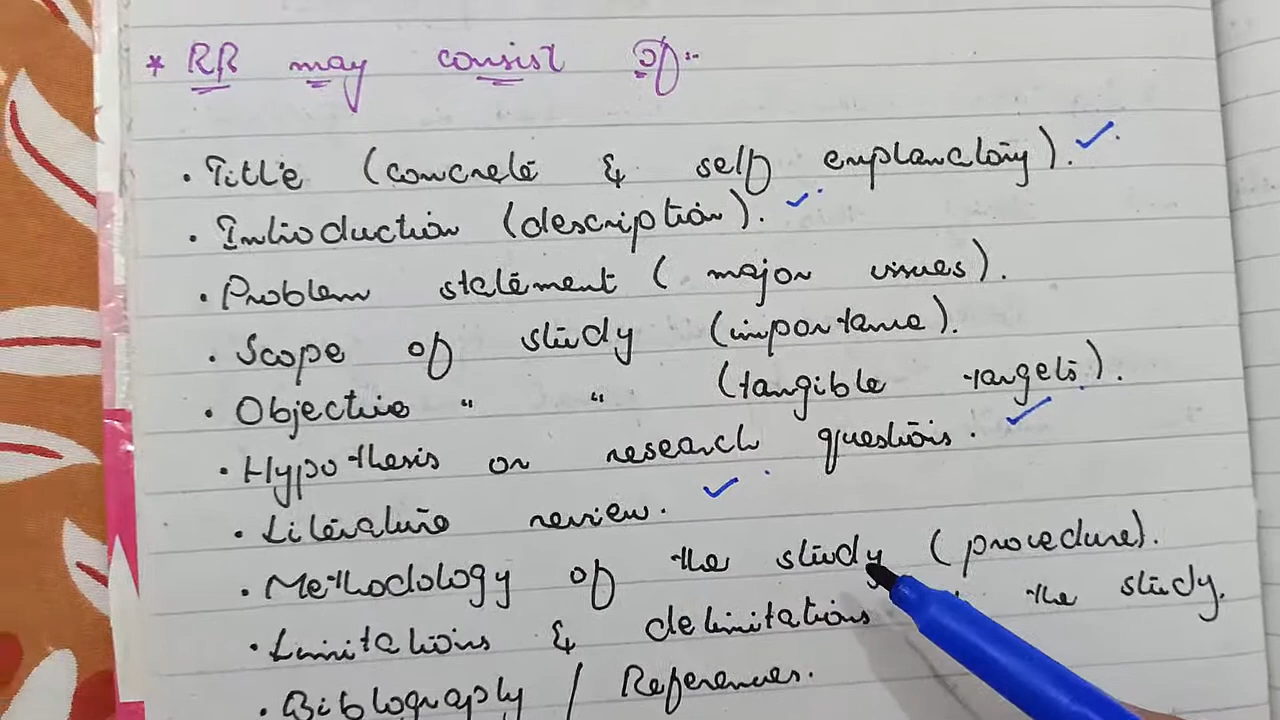 * RR may consist of :-
• Title (concrete & self explanatory).
• Introduction (description).
• Problem statement ( major issues).
• Scope of study (importance).
• Objective " " (tangible targets).
• Hypothesis or research questions.
• Literature review.
• Methodology of the study (procedure).
• Limitations & delimitations the study.
• Biblography / References.